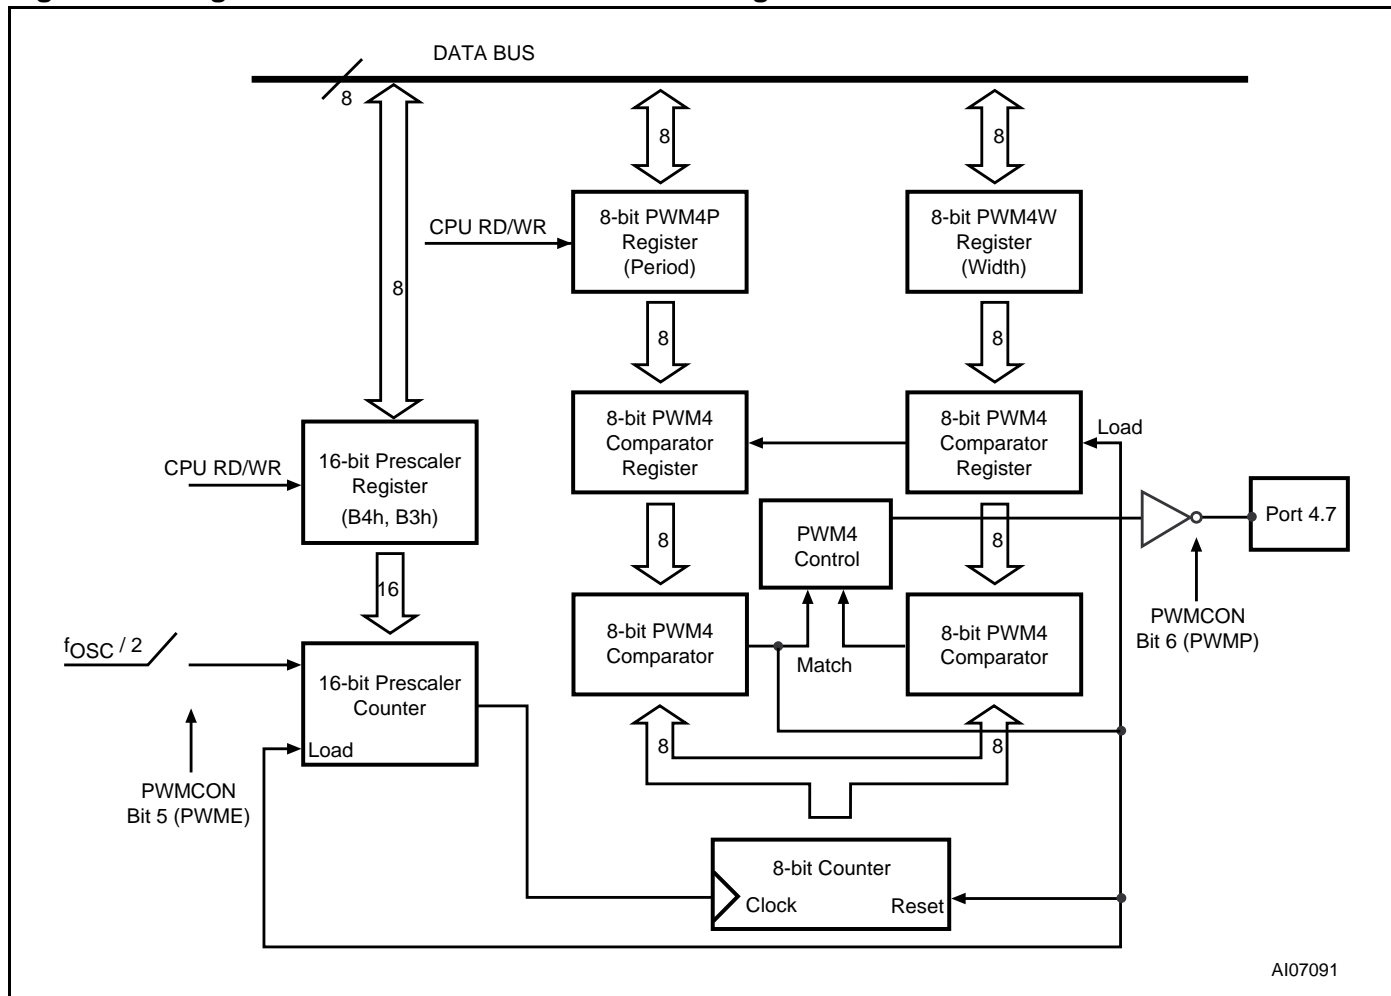 DATA BUS
8
8
8
8-bit PWM4P
Register
(Period)
8-bit PWM4W
Register
(Width)
CPU RD/WR
8
8
8
8-bit PWM4
Comparator
Register
8-bit PWM4
Comparator
Register
Load
CPU RD/WR
16-bit Prescaler
Register
(B4h, B3h)
8
PWM4
Control
8
Port 4.7
16
PWMCON
Bit 6 (PWMP)
fOSC / 2
16-bit Prescaler
Counter
Load
8-bit PWM4
Comparator
Match
8-bit PWM4
Comparator
8
8
PWMCON
Bit 5 (PWME)
8-bit Counter
Clock
Reset
AI07091